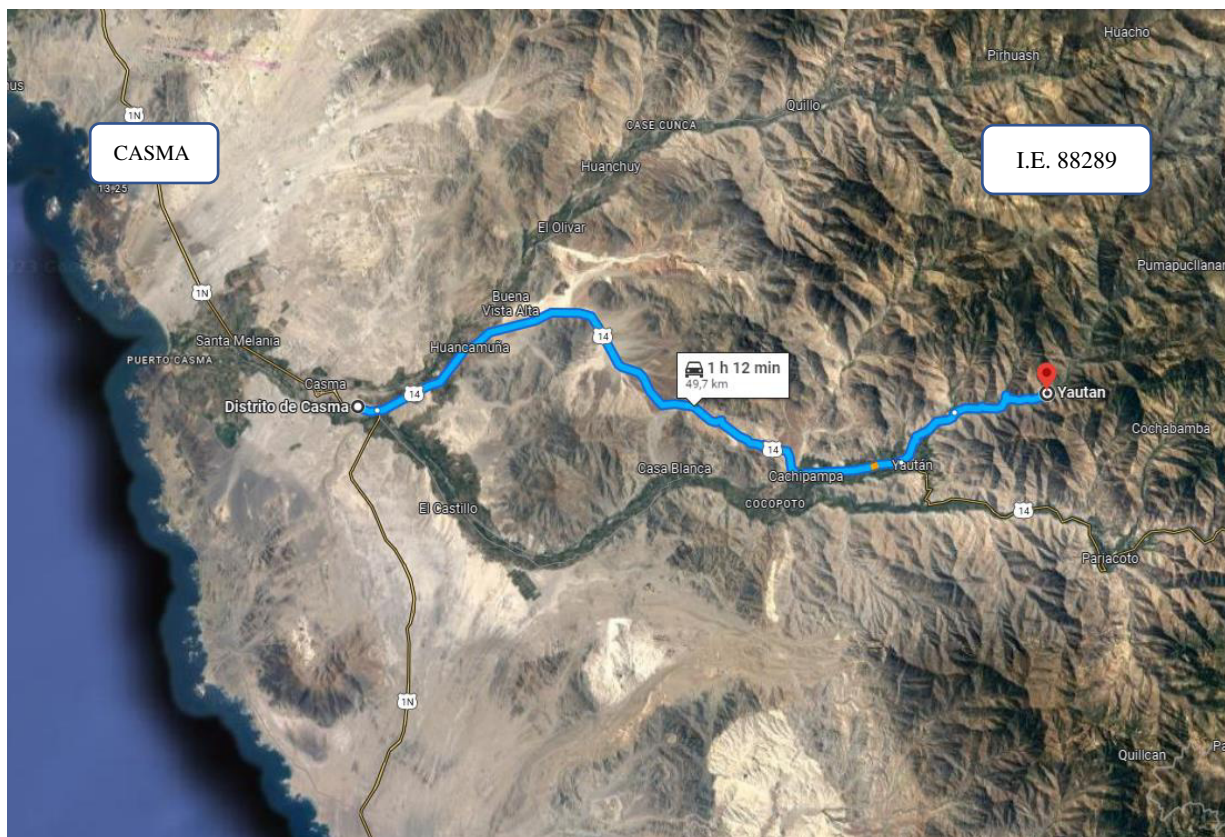 Huacho
Pirhuash
1N
Quillo
CASE CUNCA
CASMA
I.E. 88289
Huanchuy
13 25
El Olivar
Pumapucllanan
1N
Buena
Vista Alta
14
Santa Melania
Huancamuña
PUERTO CASMA
1 h 12 min
49,7 km
Casma
14
Yautan
Distrito de Casma
Cochabamba
14
Casa Blanca
Yaután
Cachipampa
El Castillo
COCOPOTO
14
Pariacoto
1N
Quillcan
Pa